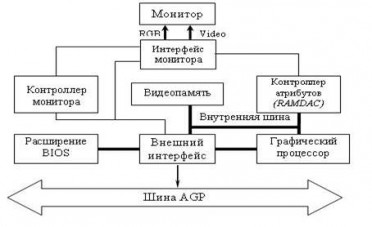 Монитор
RGB Video
Интерфейс
монитора
Контроллер
монитора
Видеопамять
Контроллер
атрибутов
(RAMDAC)
Внутренняя шина
Расширение
BIOS
Внешний
интерфейс
Графический
процессор
Шина AGP